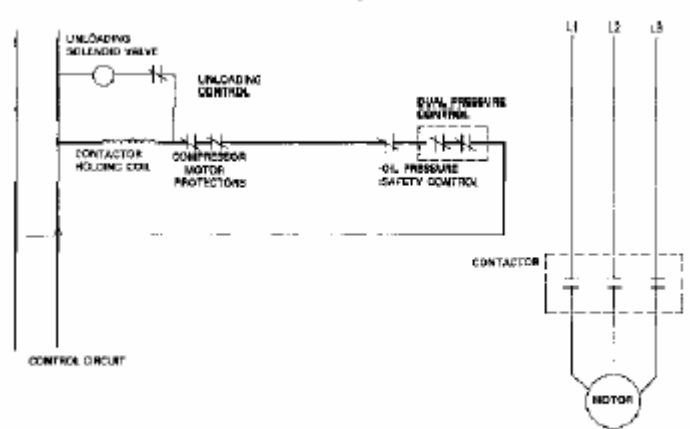 UNLOADING
SOLENOID VALVE
UNLOADING
CONTROL
DUAL PRESSURE
CONTROL
CONTACTOR
HOLDING COIL
COMPRESSOR
MOTOR
PROTECTORS
OIL PRESSURE
SAFETY CONTROL
L1 L2 L3
CONTACTOR
CONTROL CIRCUIT
MOTOR